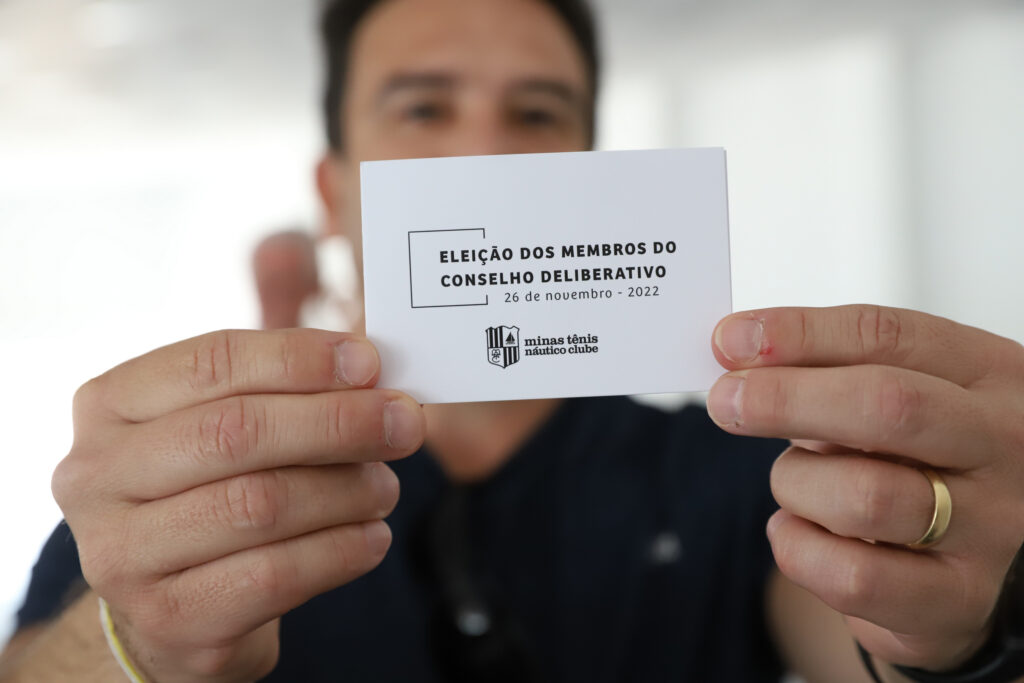 ELEIÇÃO DOS MEMBROS DO
CONSELHO DELIBERATIVO
26 de novembro - 2022
minas tênis
náutico clube